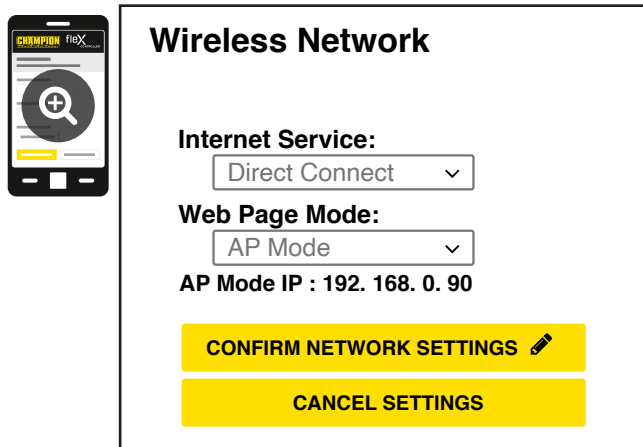 CHAMPION fleX
CONTROLLER
Wireless Network
Internet Service:
Direct Connect
Web Page Mode:
AP Mode
AP Mode IP : 192. 168. 0. 90
CONFIRM NETWORK SETTINGS
CANCEL SETTINGS